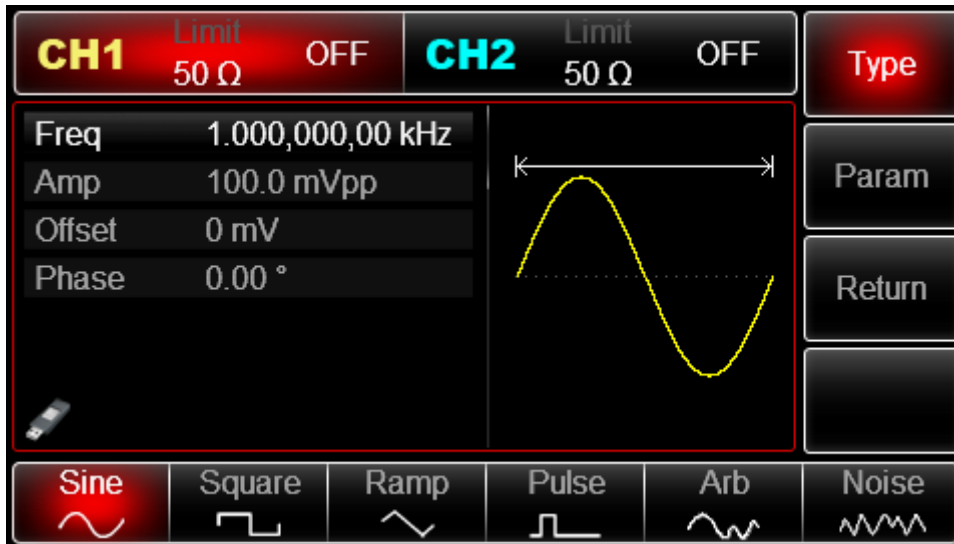 CH1 Limit 50 Ω OFF
CH2 Limit 50 Ω OFF
Type
Freq 1.000,000,00 kHz
Amp 100.0 mVpp
Offset 0 mV
Phase 0.00 °
Param
Return
Sine Square Ramp Pulse Arb Noise